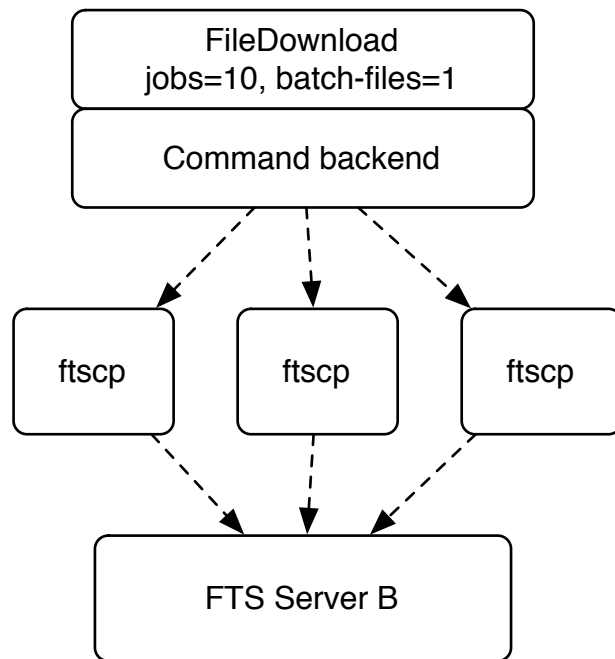 FileDownload
jobs=10, batch-files=1
Command backend
ftscp
ftscp
ftscp
FTS Server B